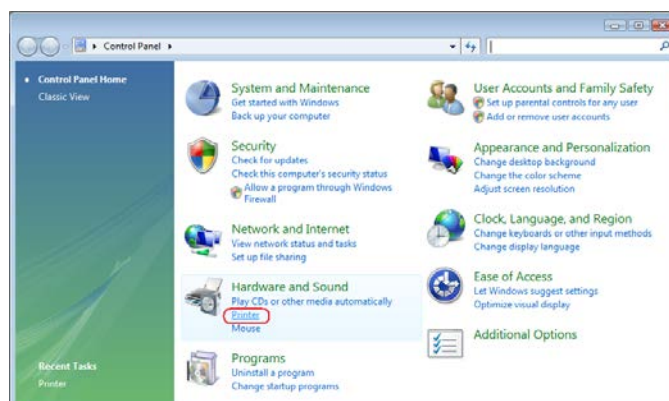 Control Panel
Control Panel Home
Classic View
Recent Tasks
Printer
System and Maintenance
Get started with Windows
Back up your computer
Security
Check for updates
Check this computer's security status
Allow a program through Windows
Firewall
Network and Internet
View network status and tasks
Set up file sharing
Hardware and Sound
Play CDs or other media automatically
Printer
Mouse
Programs
Uninstall a program
Change startup programs
User Accounts and Family Safety
Set up parental controls for any user
Add or remove user accounts
Appearance and Personalization
Change desktop background
Change the color scheme
Adjust screen resolution
Clock, Language, and Region
Change keyboards or other input methods
Change display language
Ease of Access
Let Windows suggest settings
Optimize visual display
Additional Options